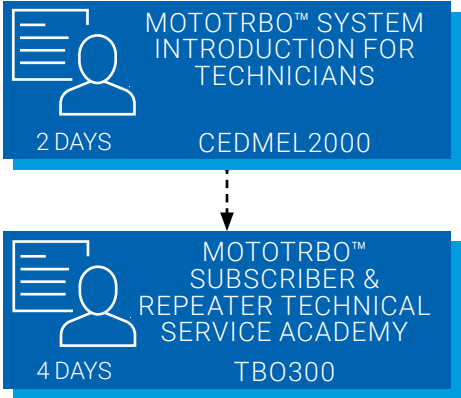 MOTOTRBO™ SYSTEM
INTRODUCTION FOR
TECHNICIANS
2 DAYS
CEDMEL2000
MOTOTRBO™
SUBSCRIBER &
REPEATER TECHNICAL
SERVICE ACADEMY
4 DAYS
TBO300